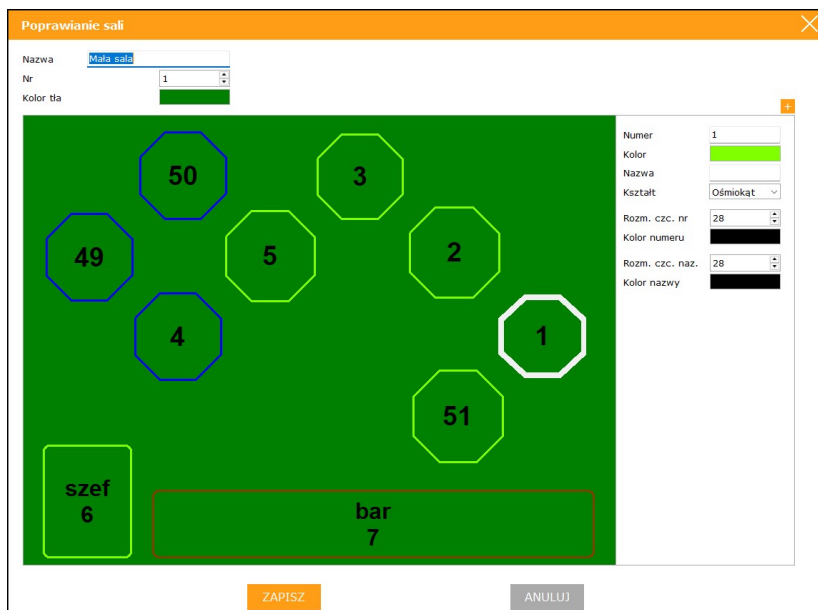 Poprawianie sali
Nazwa Mała sala
Nr 1
Kolor tła
+
50
3
49
5
2
4
1
51
szef
6
bar
7
Numer 1
Kolor
Nazwa
Kształt Ośmiokąt
Rozm. czc. nr 28
Kolor numeru
Rozm. czc. naz. 28
Kolor nazwy
ZAPISZ ANULUJ